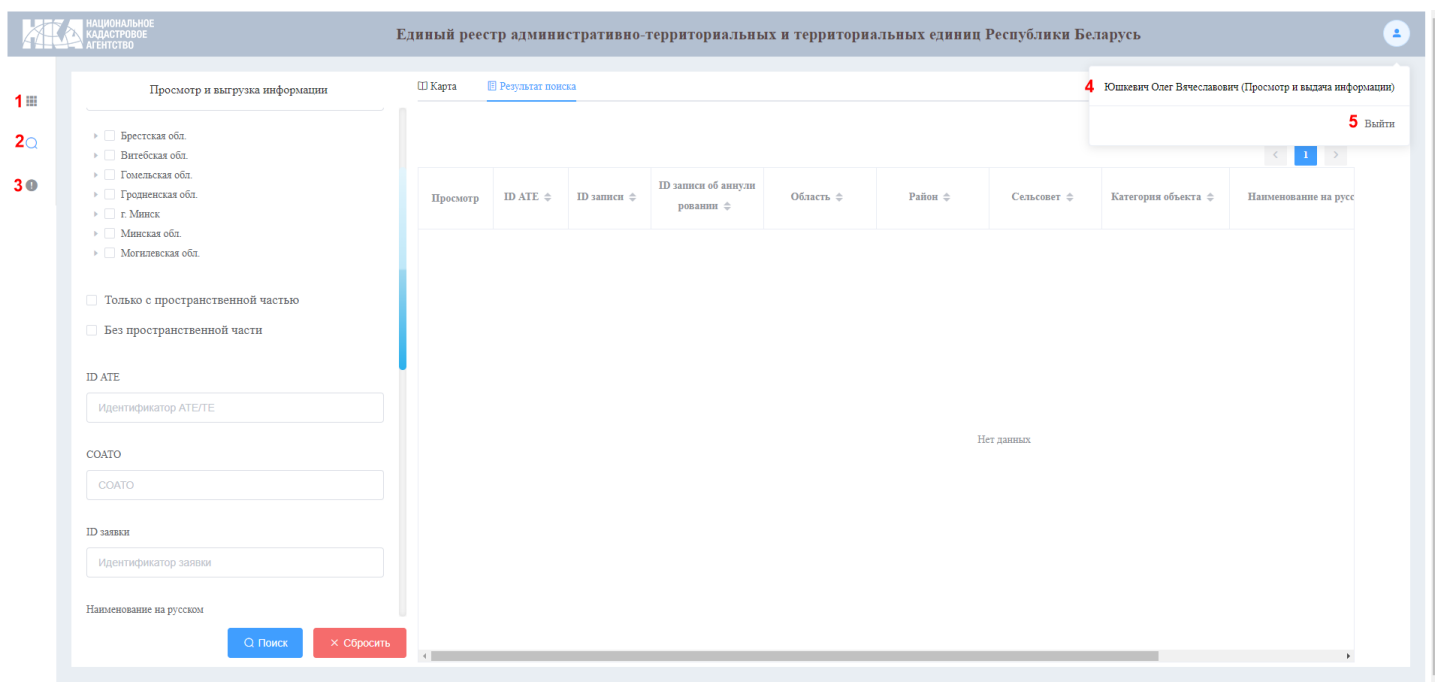 НКА НАЦИОНАЛЬНОЕ
КАДАСТРОВОЕ
АГЕНТСТВО
Единый реестр административно-территориальных и территориальных единиц Республики Беларусь
1
2
3
Просмотр и выгрузка информации
Брестская обл.
Витебская обл.
Гомельская обл.
Гродненская обл.
г. Минск
Минская обл.
Могилевская обл.
Только с пространственной частью
Без пространственной части
ID ATE
Идентификатор АТЕ/ТЕ
СОАТО
СОАТО
ID заявки
Идентификатор заявки
Наименование на русском
Поиск
Сбросить
Карта
Результат поиска
4 Юшкевич Олег Вячеславович (Просмотр и выдача информации)
5 Выйти
1
Просмотр
ID ATE
ID записи
ID записи об аннули
ровании
Область
Район
Сельсовет
Категория объекта
Наименование на русс
Нет данных